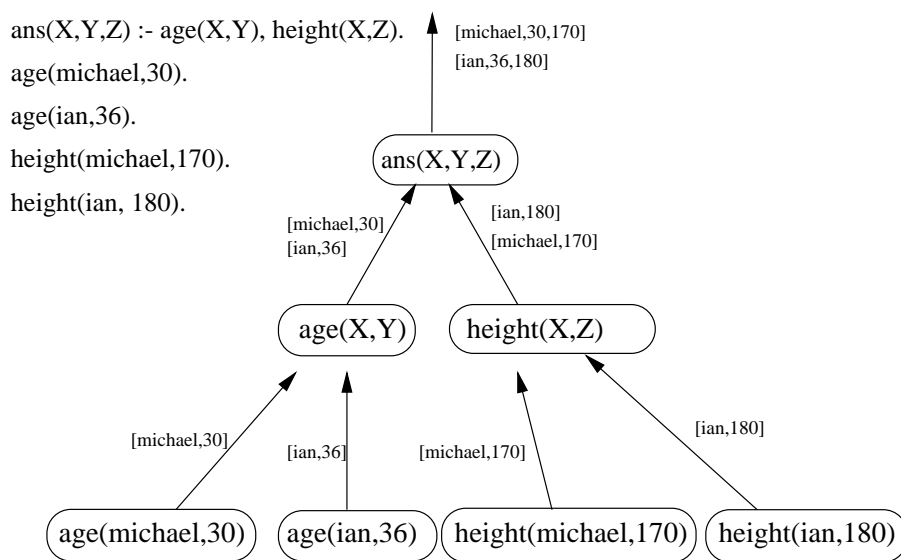 ans(X,Y,Z) :- age(X,Y), height(X,Z).
age(michael,30).
age(ian,36).
height(michael,170).
height(ian, 180).
[michael,30,170]
[ian,36,180]
ans(X,Y,Z)
[michael,30]
[ian,36]
[ian,180]
[michael,170]
age(X,Y)
height(X,Z)
[michael,30]
[ian,36]
[michael,170]
[ian,180]
age(michael,30)
age(ian,36)
height(michael,170)
height(ian,180)